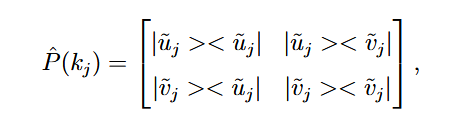 P̂(k_j) = [ |ũ_j >< ũ_j|  |ũ_j >< ṽ_j|
|ṽ_j >< ũ_j|  |ṽ_j >< ṽ_j| ] ,